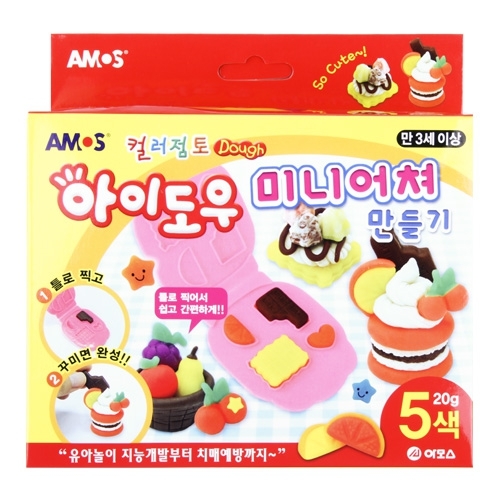 AMOS
So Cute~!
AMOS
컬러점토 Dough
만 3세 이상
아이도우
미니어쳐
만들기
1 틀로 찍고
틀로 찍어서
쉽고 간편하게!!
2 꾸미면 완성!!
20g
5색
아모스
“유아놀이 지능개발부터 치매예방까지~”